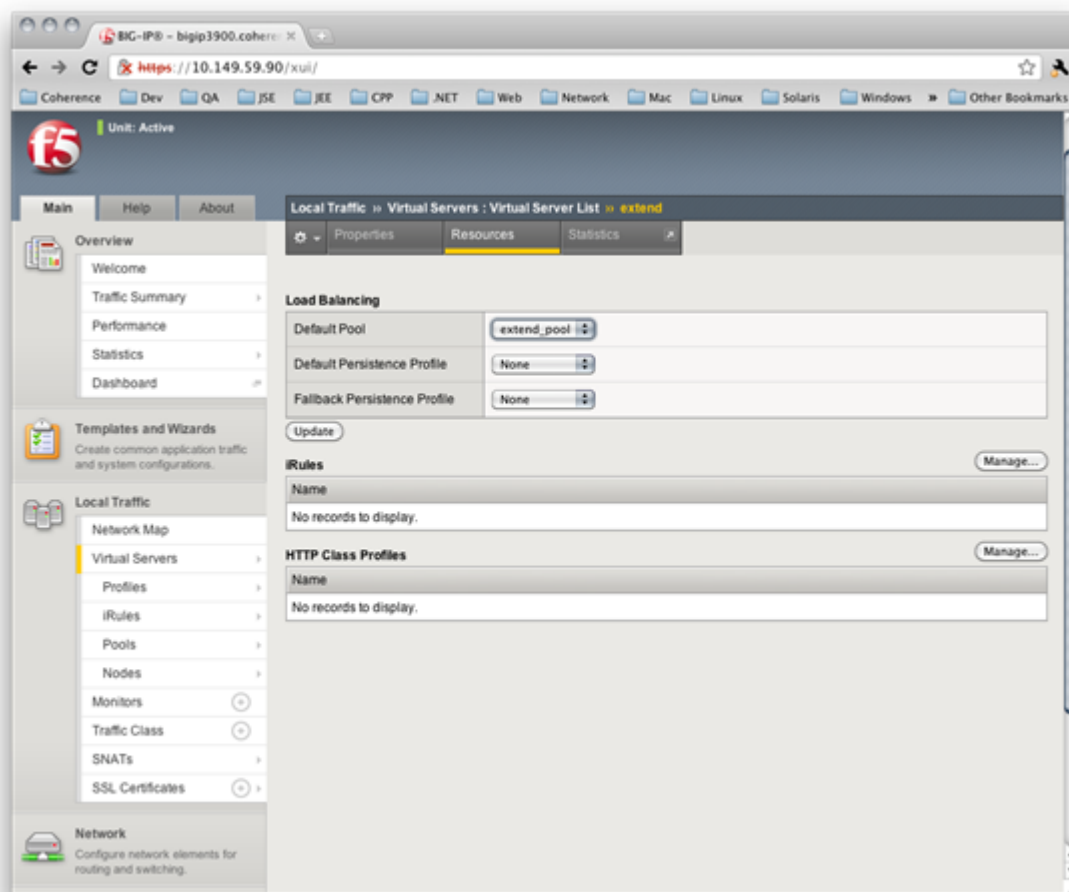 BIG-IP® - bigip3900.cohere
https://10.149.59.90/xui/
Coherence Dev QA JSE JEE CPP .NET Web Network Mac Linux Solaris Windows » Other Bookmarks
f5
Unit: Active
Main Help About
Local Traffic » Virtual Servers : Virtual Server List » extend
Properties Resources Statistics
Overview
Welcome
Traffic Summary
Performance
Statistics
Dashboard
Templates and Wizards
Create common application traffic
and system configurations.
Local Traffic
Network Map
Virtual Servers
Profiles
iRules
Pools
Nodes
Monitors
Traffic Class
SNATs
SSL Certificates
Network
Configure network elements for
routing and switching.
Load Balancing
Default Pool extend_pool
Default Persistence Profile None
Fallback Persistence Profile None
Update
iRules Manage...
Name
No records to display.
HTTP Class Profiles Manage...
Name
No records to display.